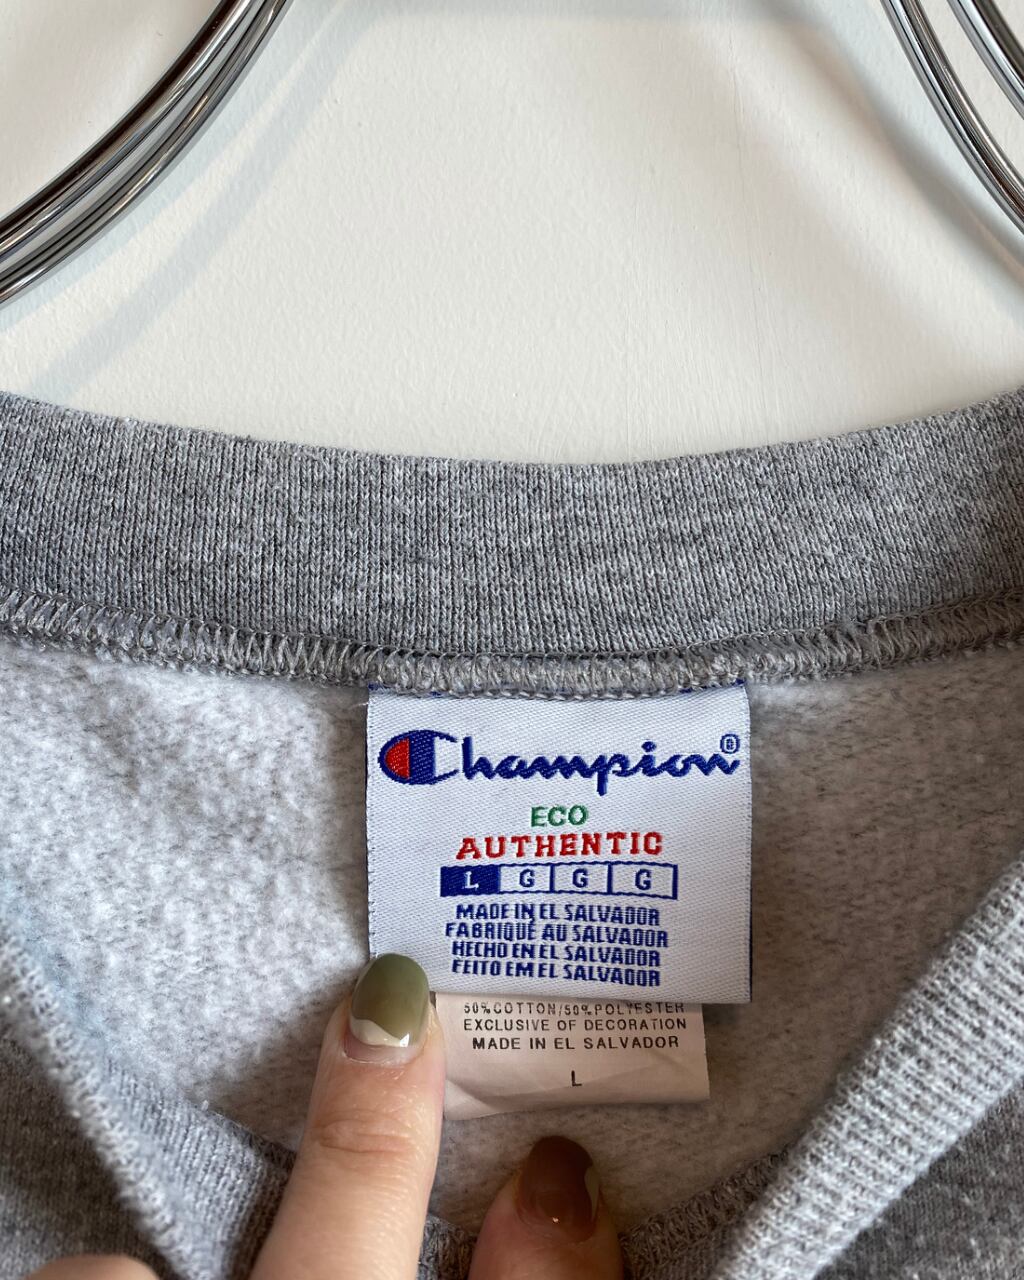 Champion®
ECO
AUTHENTIC
L G G G
MADE IN EL SALVADOR
FABRIQUÉ AU SALVADOR
HECHO EN EL SALVADOR
FEITO EM EL SALVADOR
50%COTTON/50%POLYESTER
EXCLUSIVE OF DECORATION
MADE IN EL SALVADOR
L